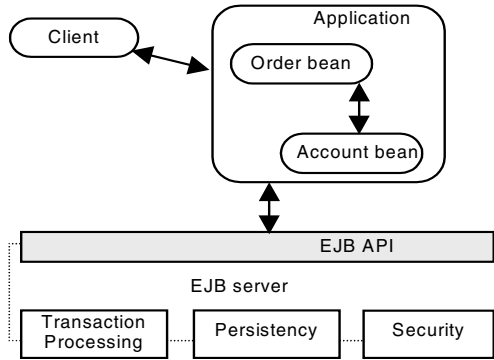 Application
Client
Order bean
Account bean
EJB API
EJB server
Transaction
Processing
Persistency
Security